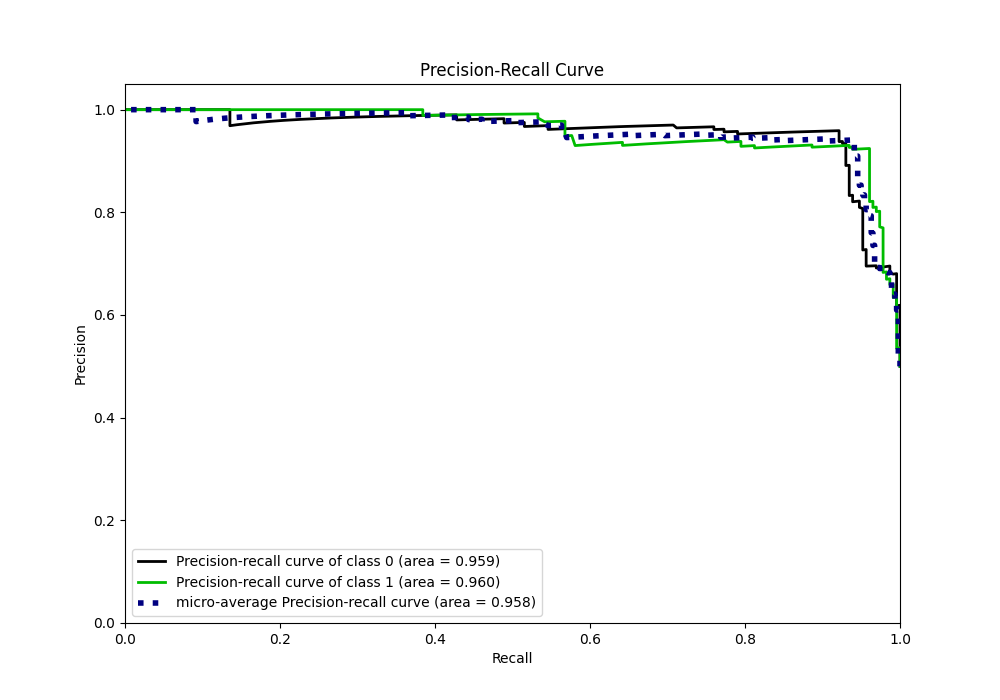 Precision-Recall Curve
1.0
0.8
0.6
0.4
0.2
0.0
Precision
Precision-recall curve of class 0 (area = 0.959)
Precision-recall curve of class 1 (area = 0.960)
micro-average Precision-recall curve (area = 0.958)
0.0 0.2 0.4 0.6 0.8 1.0
Recall